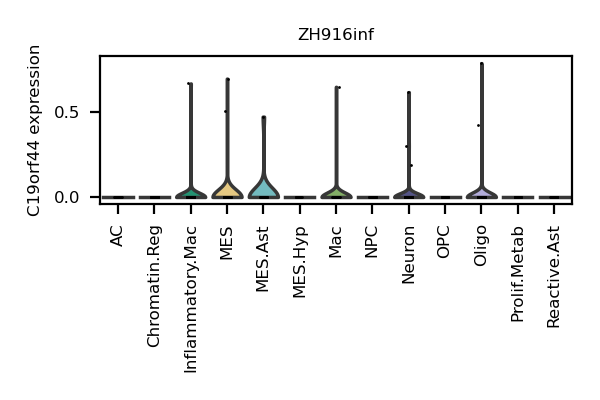 ZH916inf
C19orf44 expression
0.5
0.0
AC
Chromatin.Reg
Inflammatory.Mac
MES
MES.Ast
MES.Hyp
Mac
NPC
Neuron
OPC
Oligo
Prolif.Metab
Reactive.Ast